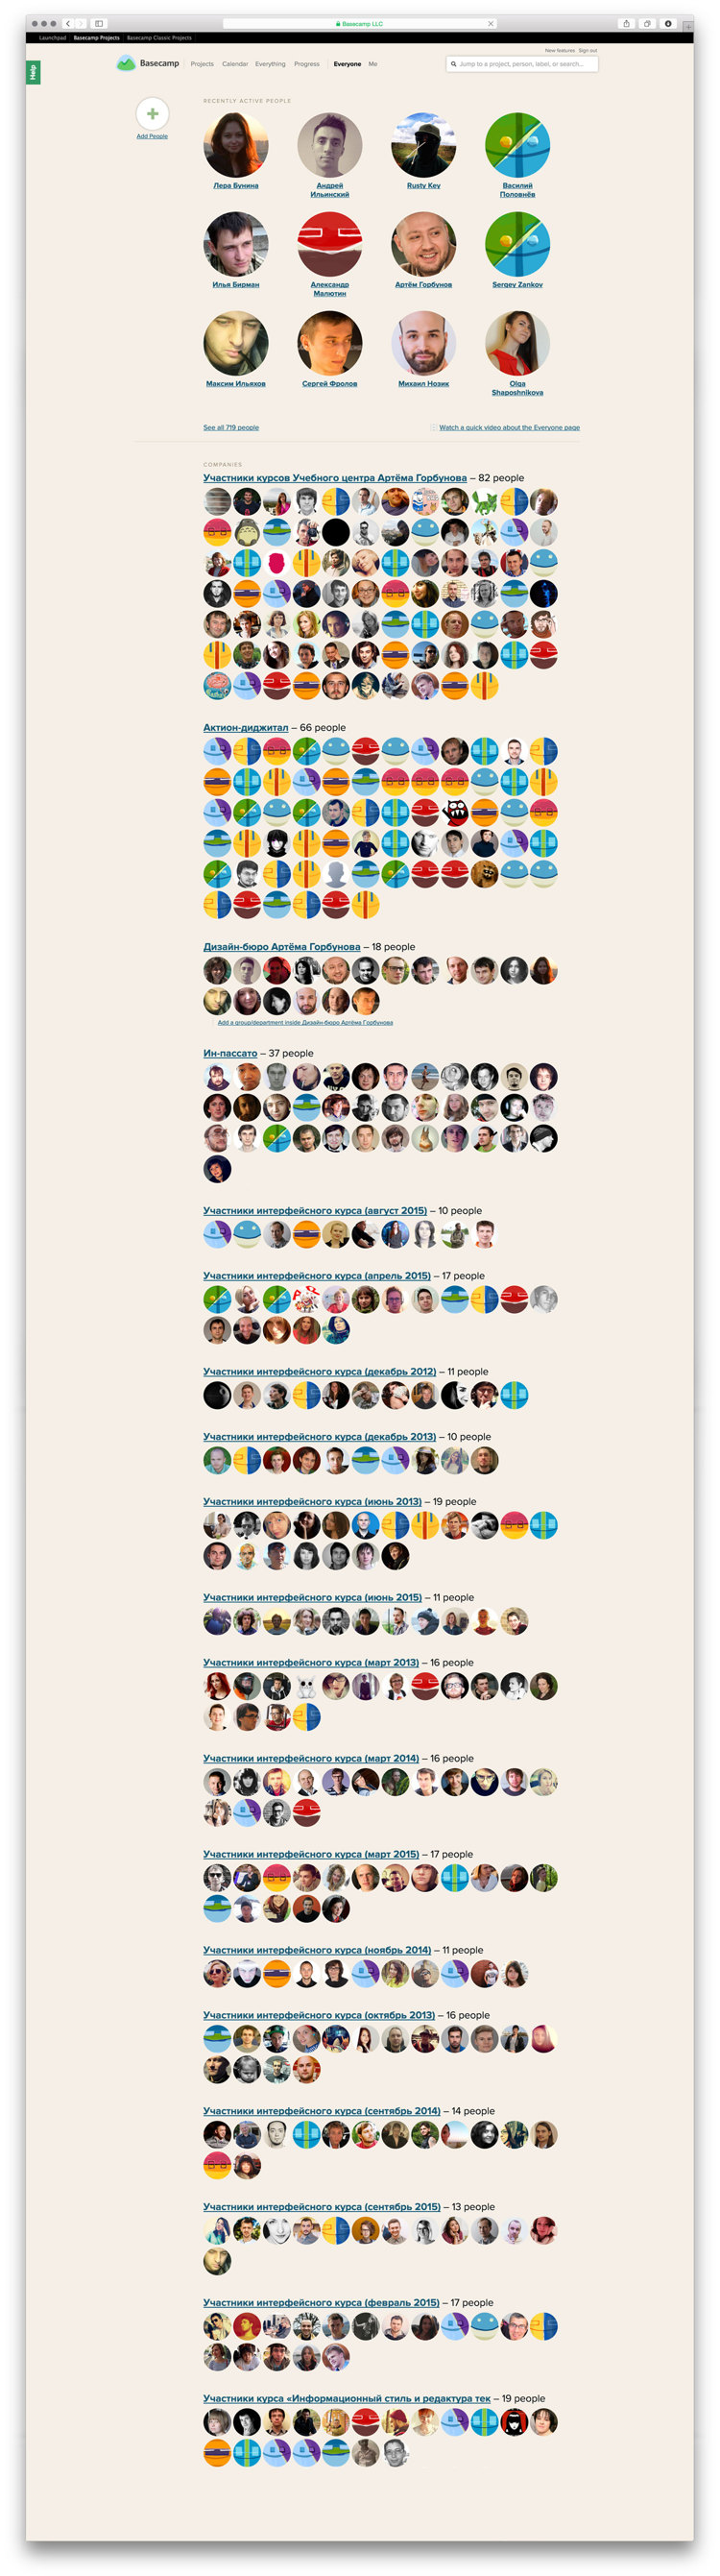 Basecamp LLC
Launchpad Basecamp Projects Basecamp Classic Projects
New features Sign out
Help
Basecamp Projects Calendar Everything Progress Everyone Me
Jump to a project, person, label, or search...
Add People
RECENTLY ACTIVE PEOPLE
Лера Бунина
Андрей
Ильинский
Rusty Key
Василий
Половнёв
Илья Бирман
Александр
Малютин
Артём Горбунов
Sergey Zankov
Максим Ильяхов
Сергей Фролов
Михаил Нозик
Olga
Shaposhnikova
See all 719 people
Watch a quick video about the Everyone page
COMPANIES
Участники курсов Учебного центра Артёма Горбунова – 82 people
Актион-диджитал – 66 people
Дизайн-бюро Артёма Горбунова – 18 people
Add a group/department inside Дизайн-бюро Артёма Горбунова
Ин-пассато – 37 people
Участники интерфейсного курса (август 2015) – 10 people
Участники интерфейсного курса (апрель 2015) – 17 people
Участники интерфейсного курса (декабрь 2012) – 11 people
Участники интерфейсного курса (декабрь 2013) – 10 people
Участники интерфейсного курса (июнь 2013) – 19 people
Участники интерфейсного курса (июнь 2015) – 11 people
Участники интерфейсного курса (март 2013) – 16 people
Участники интерфейсного курса (март 2014) – 16 people
Участники интерфейсного курса (март 2015) – 17 people
Участники интерфейсного курса (ноябрь 2014) – 11 people
Участники интерфейсного курса (октябрь 2013) – 16 people
Участники интерфейсного курса (сентябрь 2014) – 14 people
Участники интерфейсного курса (сентябрь 2015) – 13 people
Участники интерфейсного курса (февраль 2015) – 17 people
Участники курса «Информационный стиль и редактура тек – 19 people